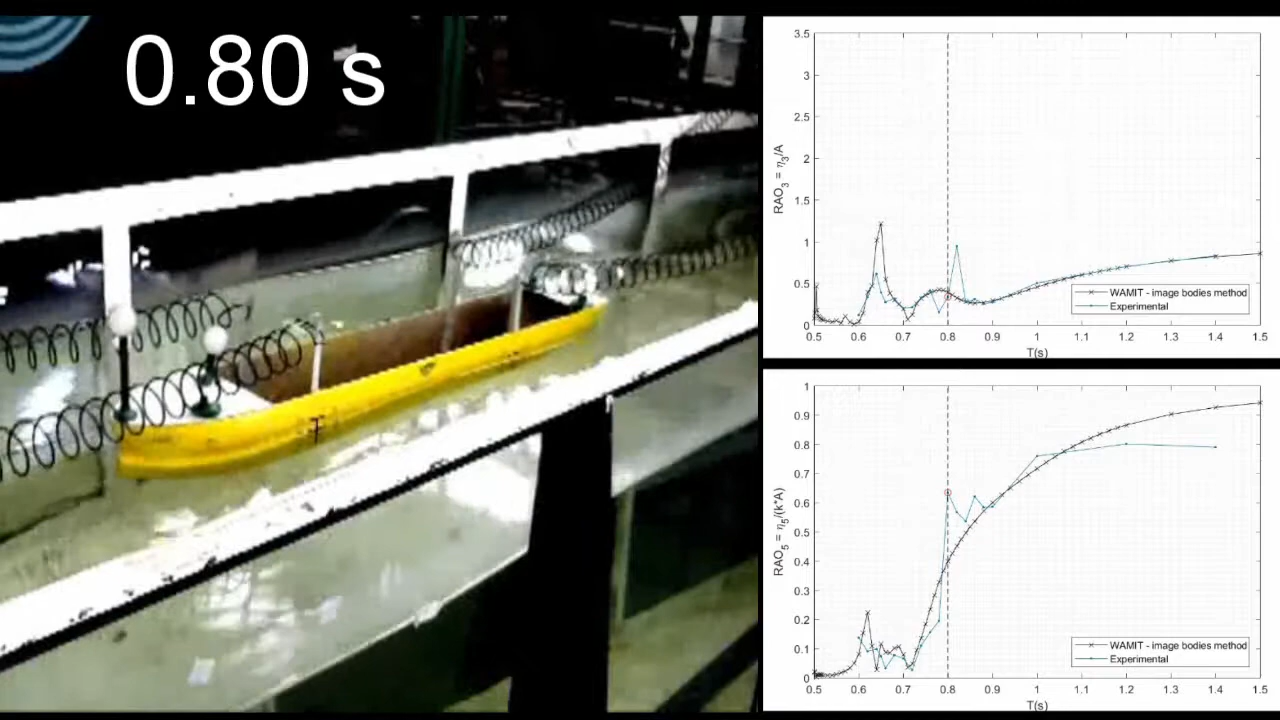 0.80 s
3.5
3
2.5
2
1.5
1
0.5
0
RAO3 = η3/A
WAMIT - image bodies method
Experimental
0.5 0.6 0.7 0.8 0.9 1 1.1 1.2 1.3 1.4 1.5
T(s)
1
0.9
0.8
0.7
0.6
0.5
0.4
0.3
0.2
0.1
0
RAO5 = η5/(k*A)
WAMIT - image bodies method
Experimental
0.5 0.6 0.7 0.8 0.9 1 1.1 1.2 1.3 1.4 1.5
T(s)